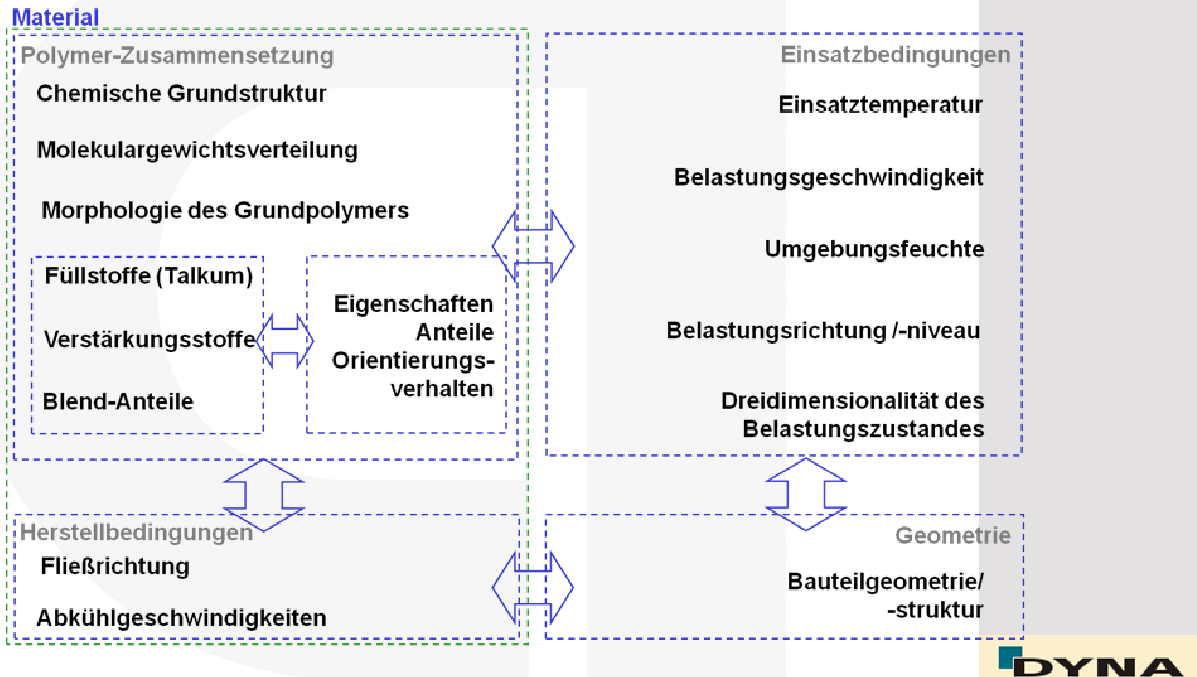 Material
Polymer-Zusammensetzung
Chemische Grundstruktur
Molekulargewichtsverteilung
Morphologie des Grundpolymers
Füllstoffe (Talkum)
Verstärkungsstoffe
Blend-Anteile
Eigenschaften
Anteile
Orientierungs-
verhalten
Einsatzbedingungen
Einsatztemperatur
Belastungsgeschwindigkeit
Umgebungsfeuchte
Belastungsrichtung /-niveau
Dreidimensionalität des
Belastungszustandes
Herstellbedingungen
Fließrichtung
Abkühlgeschwindigkeiten
Geometrie
Bauteilgeometrie/
-struktur
DYNA